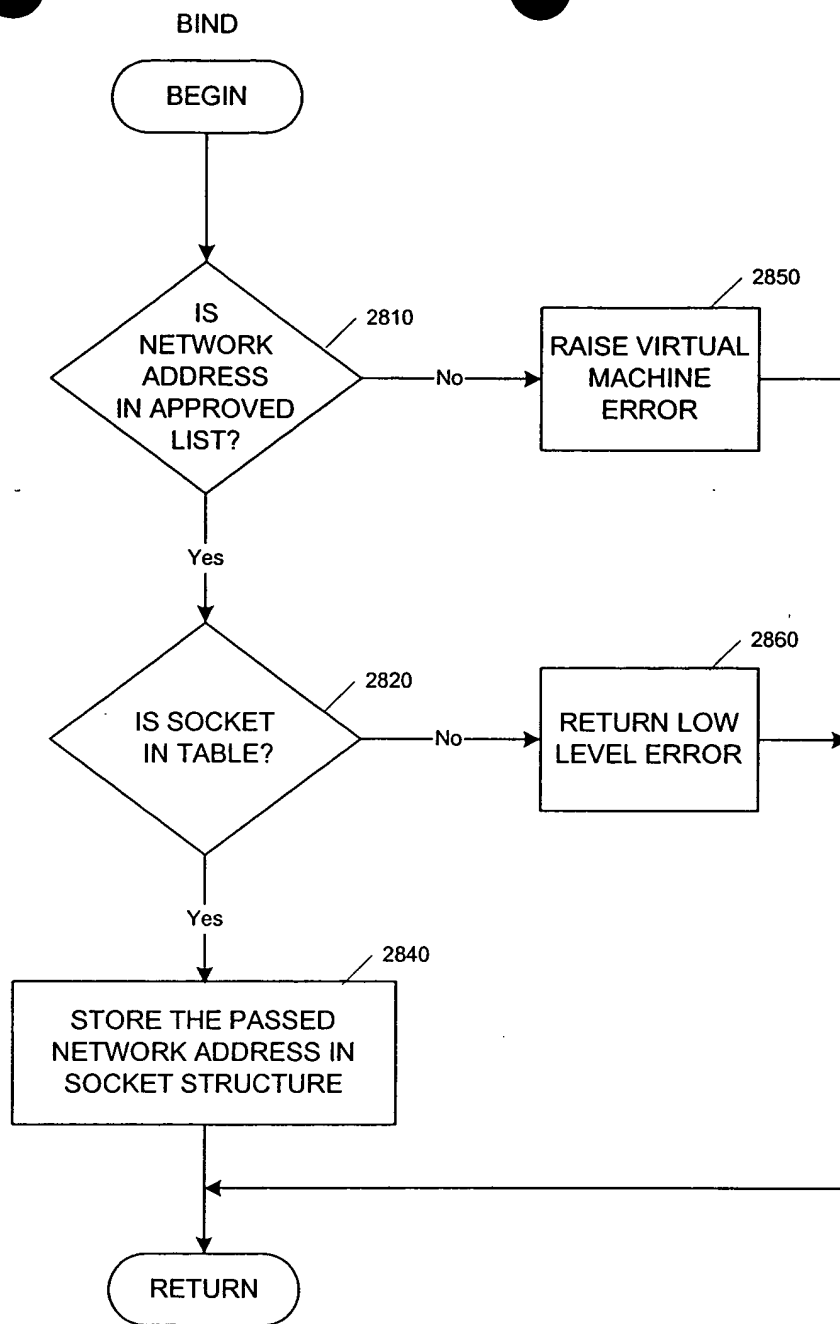 BIND
BEGIN
IS
NETWORK
ADDRESS
IN APPROVED
LIST?
2810
No
2850
RAISE VIRTUAL
MACHINE
ERROR
Yes
IS SOCKET
IN TABLE?
2820
No
2860
RETURN LOW
LEVEL ERROR
Yes
2840
STORE THE PASSED
NETWORK ADDRESS IN
SOCKET STRUCTURE
RETURN